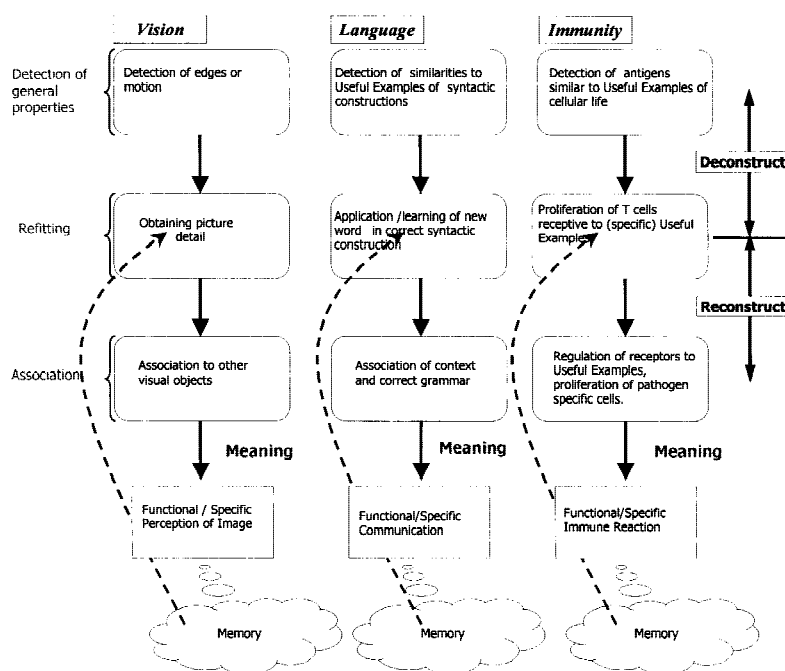 Vision
Language
Immunity
Detection of
general
properties
Detection of edges or
motion
Detection of similarities to
Useful Examples of syntactic
constructions
Detection of antigens
similar to Useful Examples of
cellular life
Deconstruct
Refitting
Obtaining picture
detail
Application /learning of new
word in correct syntactic
construction
Proliferation of T cells
receptive to (specific) Useful
Examples
Reconstruct
Association
Association to other
visual objects
Association of context
and correct grammar
Regulation of receptors to
Useful Examples,
proliferation of pathogen
specific cells.
Meaning
Meaning
Meaning
Functional / Specific
Perception of Image
Functional/Specific
Communication
Functional/Specific
Immune Reaction
Memory
Memory
Memory